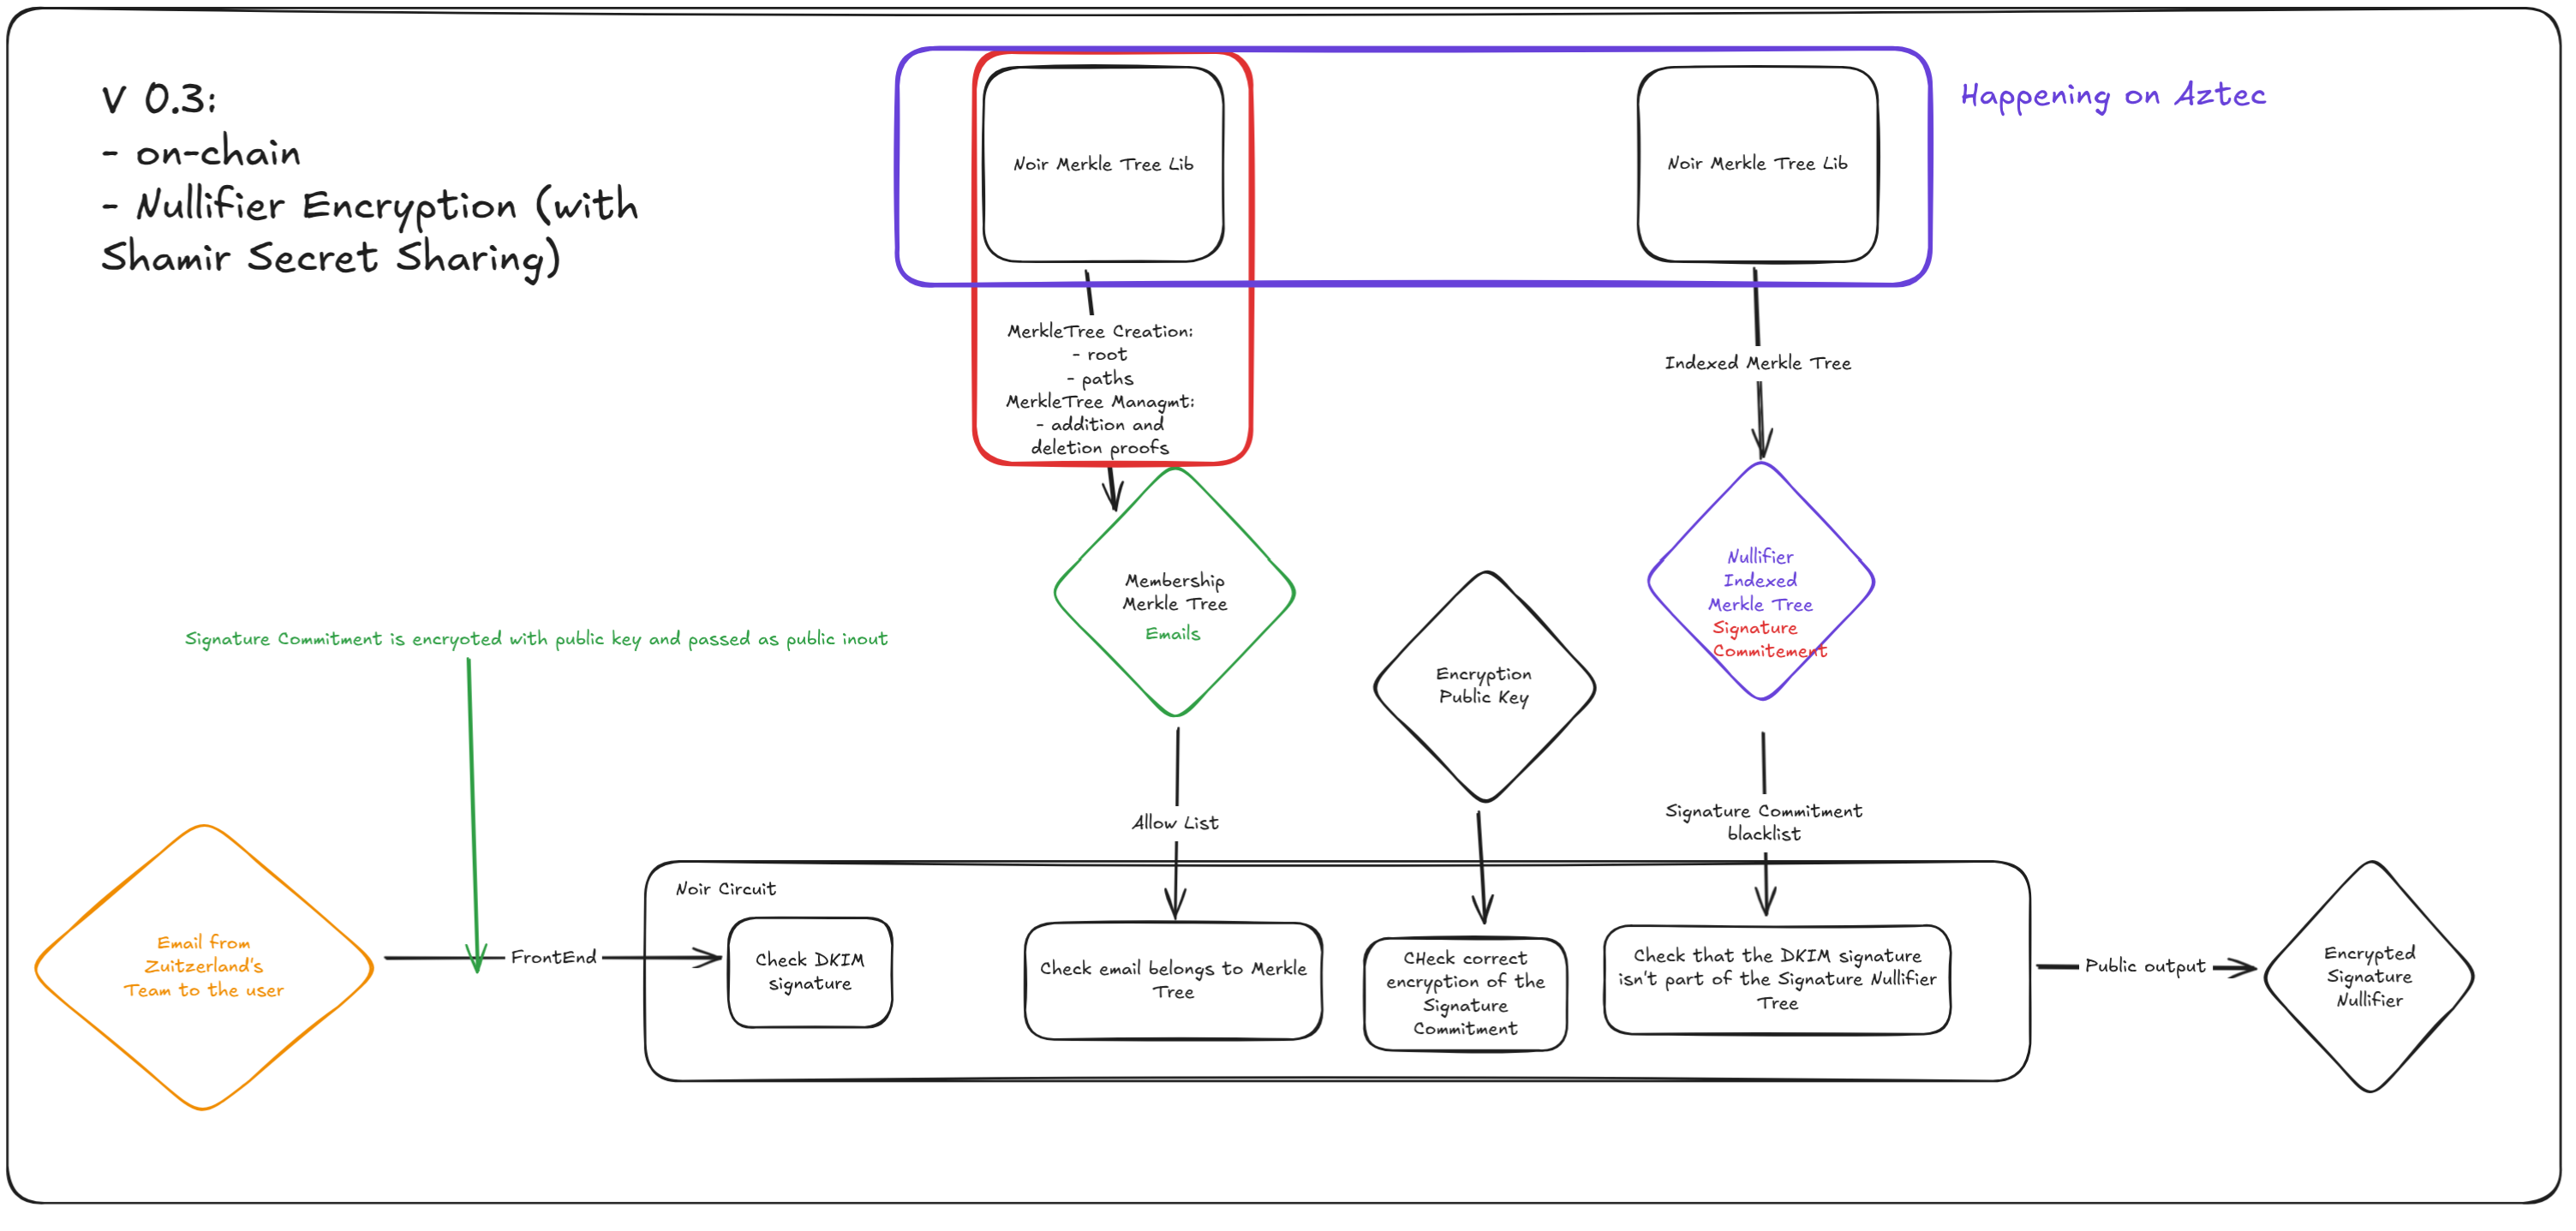 V 0.3:
- on-chain
- Nullifier Encryption (with
Shamir Secret Sharing)
Happening on Aztec
Noir Merkle Tree Lib
Noir Merkle Tree Lib
MerkleTree Creation:
- root
- paths
MerkleTree Managmt:
- addition and
deletion proofs
Indexed Merkle Tree
Membership
Merkle Tree
Emails
Encryption
Public Key
Nullifier
Indexed
Merkle Tree
Signature
Commitement
Signature Commitment is encryoted with public key and passed as public inout
Allow List
Signature Commitment
blacklist
Email from
Zuitzerland's
Team to the user
FrontEnd
Noir Circuit
Check DKIM
signature
Check email belongs to Merkle
Tree
CHeck correct
encryption of the
Signature
Commitment
Check that the DKIM signature
isn't part of the Signature Nullifier
Tree
Public output
Encrypted
Signature
Nullifier